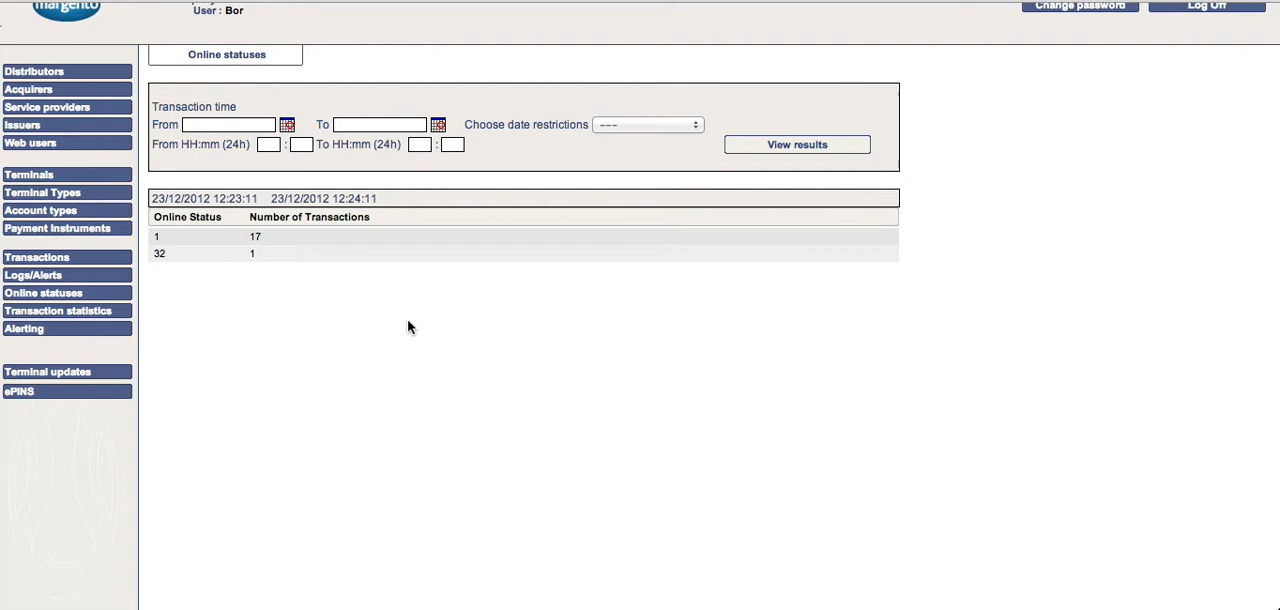 margento
User : Bor
Change password
Log Off
Online statuses
Distributors
Acquirers
Service providers
Issuers
Web users
Terminals
Terminal Types
Account types
Payment Instruments
Transactions
Logs/Alerts
Online statuses
Transaction statistics
Alerting
Terminal updates
ePINS
Transaction time
From To Choose date restrictions ---
From HH:mm (24h) : To HH:mm (24h) :
View results
23/12/2012 12:23:11 23/12/2012 12:24:11
Online Status Number of Transactions
1 17
32 1